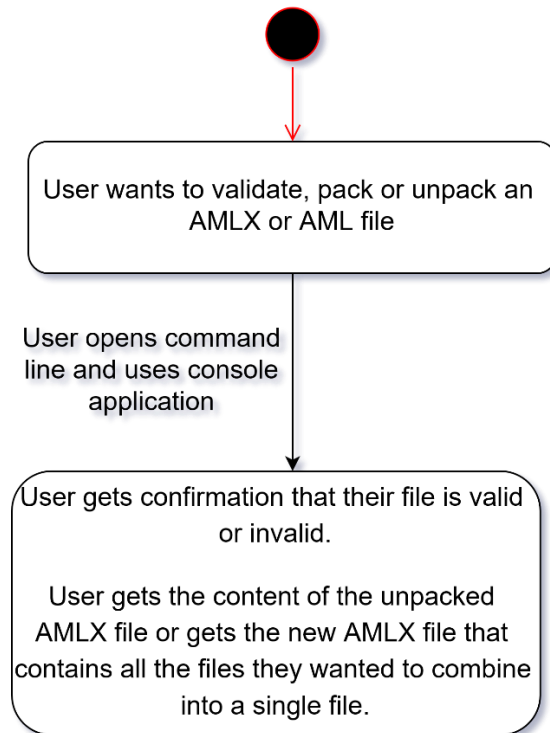 User wants to validate, pack or unpack an
AMLX or AML file
User opens command
line and uses console
application
User gets confirmation that their file is valid
or invalid.
User gets the content of the unpacked
AMLX file or gets the new AMLX file that
contains all the files they wanted to combine
into a single file.